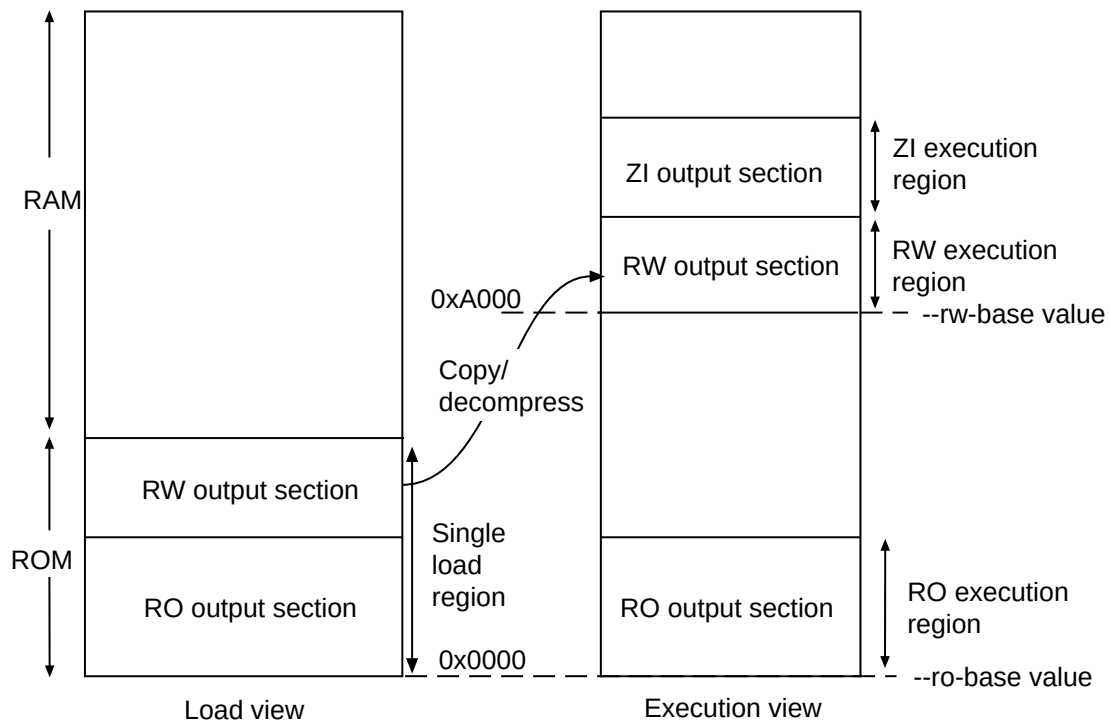 ZI output section
ZI execution
region
RAM
RW output section
RW execution
region
0xA000
--rw-base value
Copy/
decompress
RW output section
ROM
Single
load
region
RO output section
RO output section
RO execution
region
0x0000
--ro-base value
Load view
Execution view